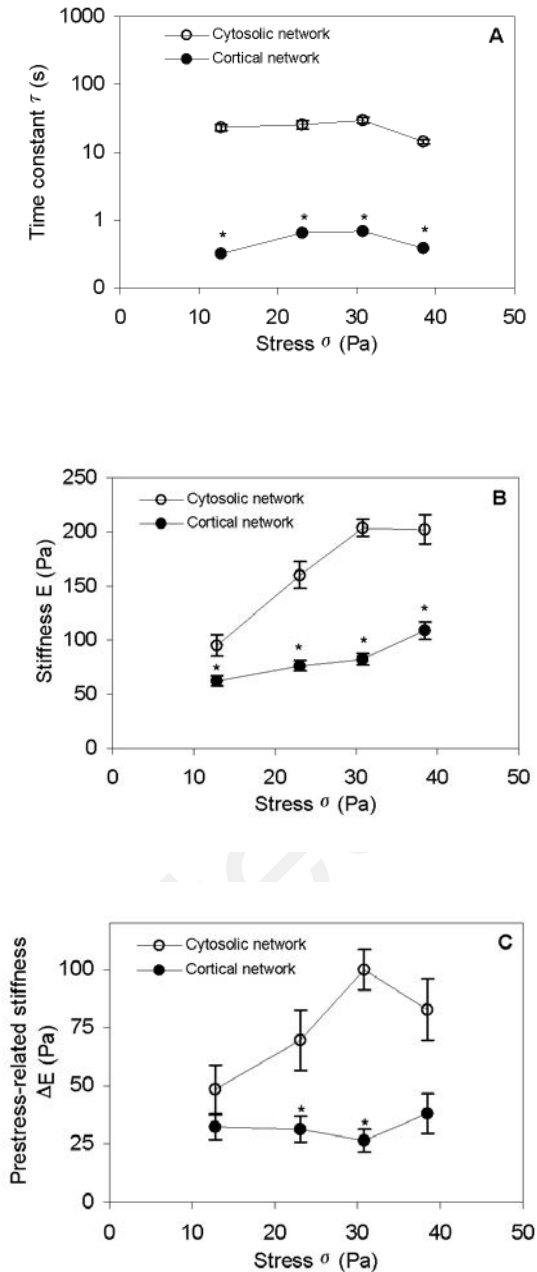 1000
A
Cytosolic network
Cortical network
100
10
1
0
Time constant τ (s)
*
*
*
*
0
10
20
30
40
50
Stress σ (Pa)
250
B
Cytosolic network
Cortical network
200
150
100
50
0
Stiffness E (Pa)
*
*
*
*
0
10
20
30
40
50
Stress σ (Pa)
C
Cytosolic network
Cortical network
100
75
50
25
0
Prestress-related stiffness
ΔE (Pa)
*
*
0
10
20
30
40
50
Stress σ (Pa)